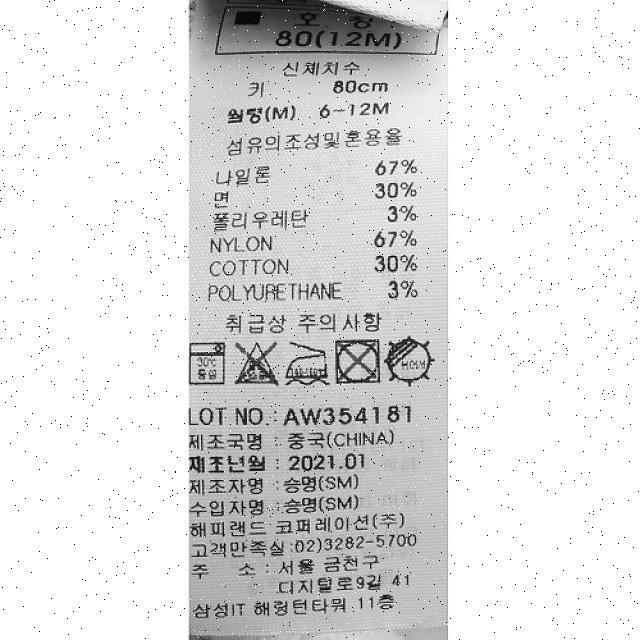 호칭
80(12M)
신체치수
키 80cm
월령(M) 6~12M
섬유의조성및혼용율
나일론 67%
면 30%
폴리우레탄 3%
NYLON 67%
COTTON 30%
POLYURETHANE 3%
취급상 주의사항
30℃
중성
LOT NO.: AW354181
제조국명 : 중국(CHINA)
제조년월 : 2021.01
제조자명 : 승명(SM)
수입자명 : 승명(SM)
해피랜드 코퍼레이션(주)
고객만족실:02)3282-5700
주 소 : 서울 금천구
디지털로9길 41
삼성IT 해링턴타워 11층